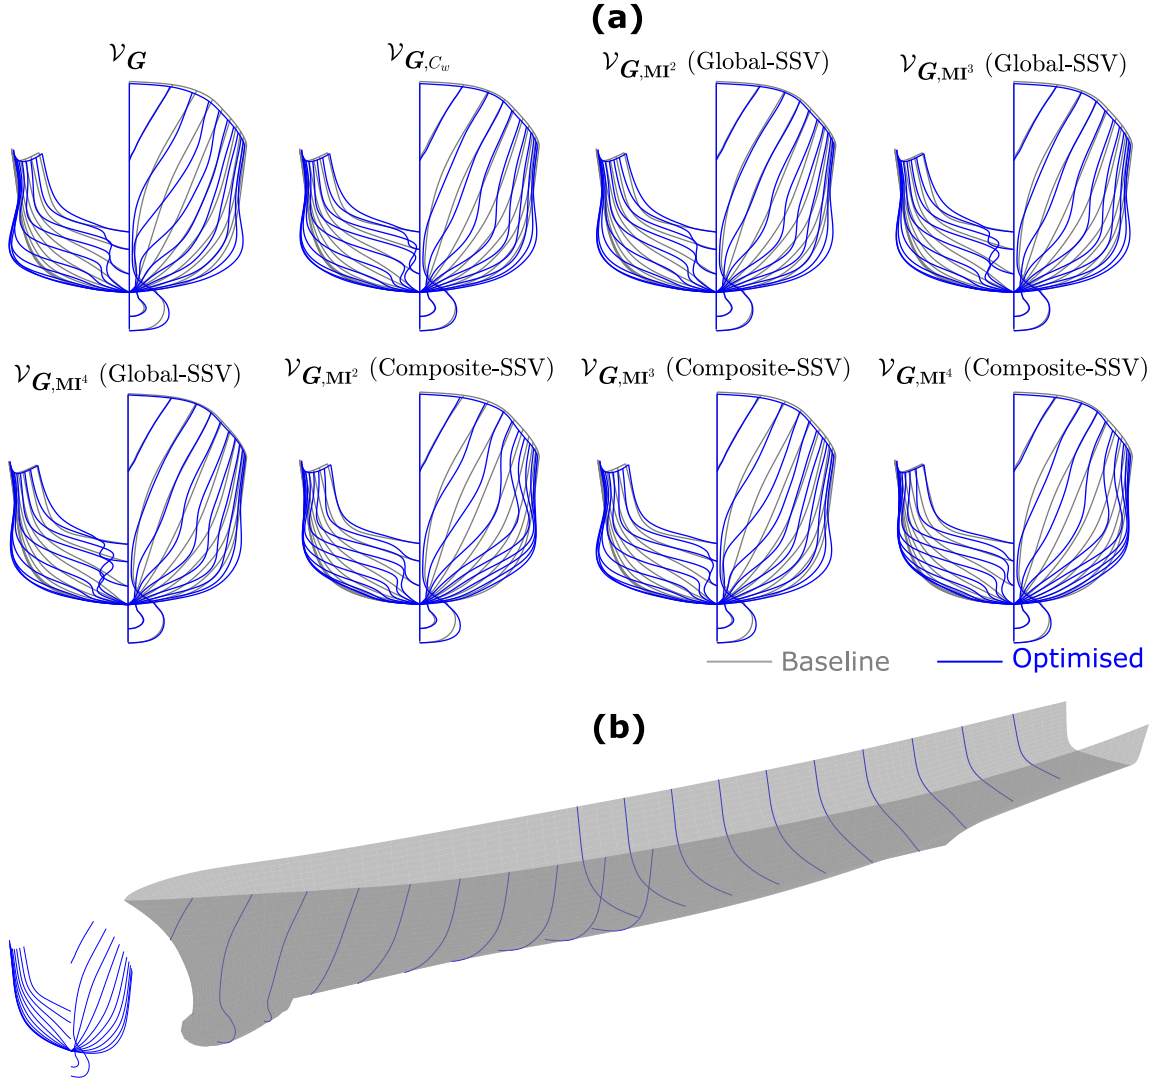 (a)
𝒱_G
𝒱_{G,C_w}
𝒱_{G,MI²} (Global-SSV)
𝒱_{G,MI³} (Global-SSV)
𝒱_{G,MI⁴} (Global-SSV)
𝒱_{G,MI²} (Composite-SSV)
𝒱_{G,MI³} (Composite-SSV)
𝒱_{G,MI⁴} (Composite-SSV)
Baseline
Optimised
(b)